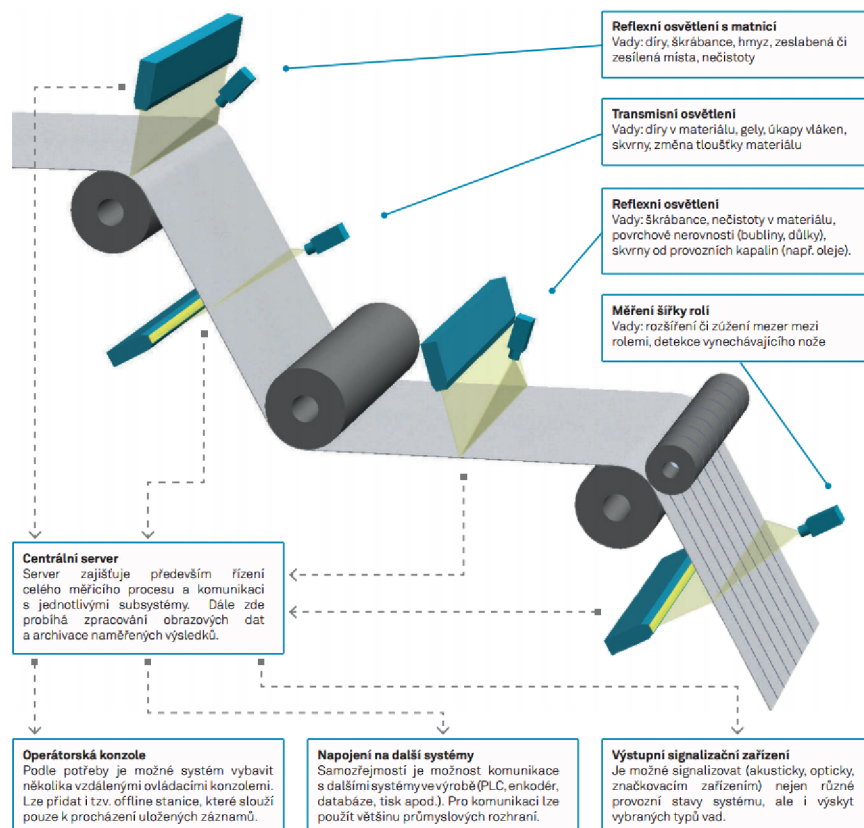 Reflexní osvětlení s matnicí
Vady: díry, škrábance, hmyz, zeslabená či
zesílená místa, nečistoty
Transmisní osvětlení
Vady: díry v materiálu, gely, úkapy vláken,
skvrny, změna tloušťky materiálu
Reflexní osvětlení
Vady: škrábance, nečistoty v materiálu,
povrchové nerovnosti (bubliny, důlky),
skvrny od provozních kapalin (např. oleje).
Měření šířky rolí
Vady: rozšíření či zúžení mezer mezi
rolemi, detekce vynechávajícího nože
Centrální server
Server zajišťuje především řízení
celého měřicího procesu a komunikaci
s jednotlivými subsystémy. Dále zde
probíhá zpracování obrazových dat
a archivace naměřených výsledků.
Operátorská konzole
Podle potřeby je možné systém vybavit
několika vzdálenými ovládacími konzolemi.
Lze přidat i tzv. offline stanice, které slouží
pouze k procházení uložených záznamů.
Napojení na další systémy
Samozřejmostí je možnost komunikace
s dalšími systémy ve výrobě (PLC, enkodér,
databáze, tisk apod.). Pro komunikaci lze
použít většinu průmyslových rozhraní.
Výstupní signalizační zařízení
Je možné signalizovat (akusticky, opticky,
značkovacím zařízením) nejen různé
provozní stavy systému, ale i výskyt
vybraných typů vad.